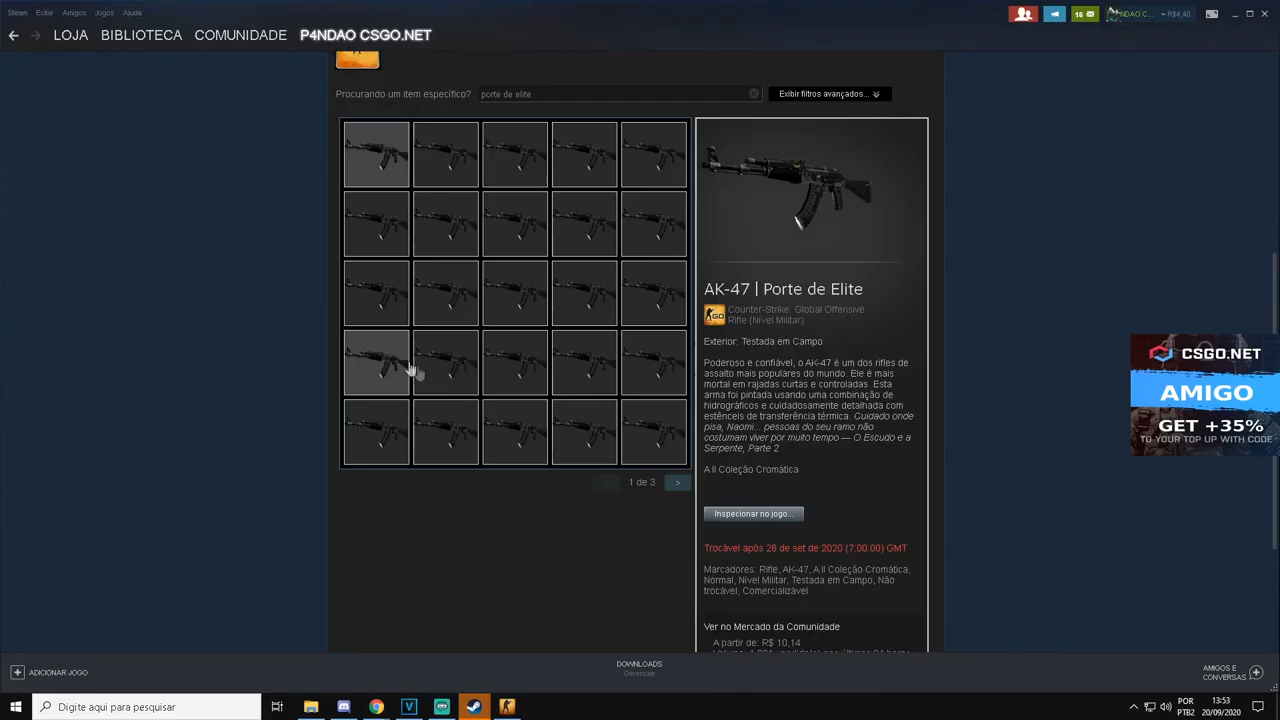 Steam Exibir Amigos Jogos Ajuda
16
P4NDAO C...
R$4,40
LOJA BIBLIOTECA COMUNIDADE P4NDAO CSGO.NET
Procurando um item específico?
porte de elite
Exibir filtros avançados...
AK-47 | Porte de Elite
GO
Counter-Strike: Global Offensive
Rifle (Nível Militar)
Exterior: Testada em Campo
Poderoso e confiável, o AK-47 é um dos rifles de
assalto mais populares do mundo. Ele é mais
mortal em rajadas curtas e controladas. Esta
arma foi pintada usando uma combinação de
hidrográficos e cuidadosamente detalhada com
estênceis de transferência térmica. Cuidado onde
pisa, Naomi... pessoas do seu ramo não
costumam viver por muito tempo — O Escudo e a
Serpente, Parte 2
A II Coleção Cromática
1 de 3 >
Inspecionar no jogo...
Trocável após 28 de set de 2020 (7:00:00) GMT
Marcadores: Rifle, AK-47, A II Coleção Cromática,
Normal, Nível Militar, Testada em Campo, Não
trocável, Comercializável
Ver no Mercado da Comunidade
A partir de: R$ 10,14
CSGO.NET
AMIGO
GET +35%
TO YOUR TOP UP WITH CODE
ADICIONAR JOGO
DOWNLOADS
Gerenciar
AMIGOS E
CONVERSAS
Digite aqui para pesquisar
POR
PTB2
13:53
20/09/2020